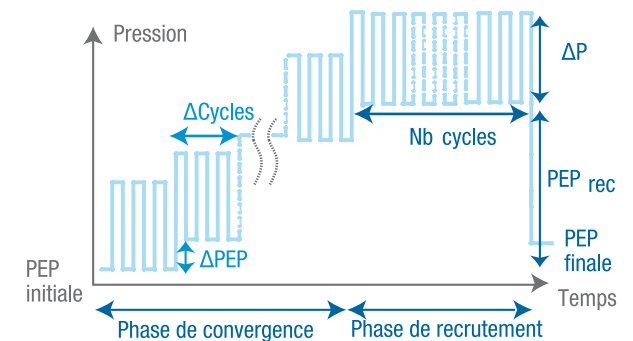 Pression
ΔP
ΔCycles
Nb cycles
PEP rec
ΔPEP
PEP
finale
PEP
initiale
Temps
Phase de convergence
Phase de recrutement